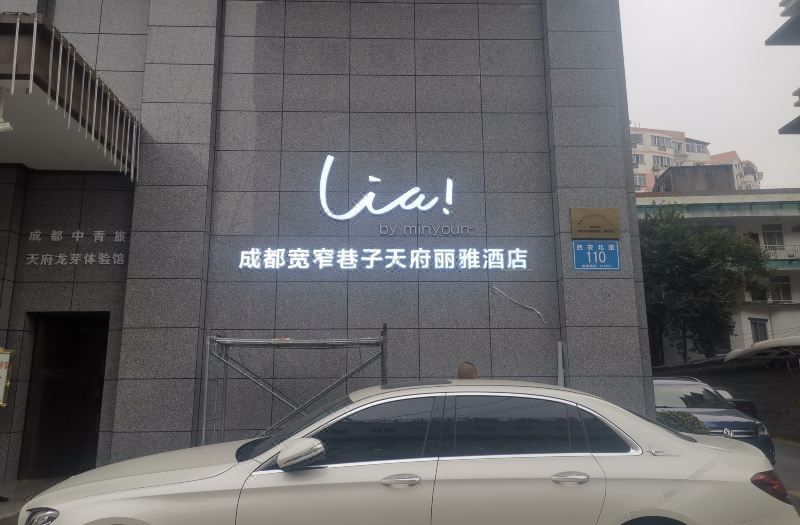 Lia!
by minyoun
成都宽窄巷子天府丽雅酒店
成都中青旅
天府龙芽体验馆
西安北路
110